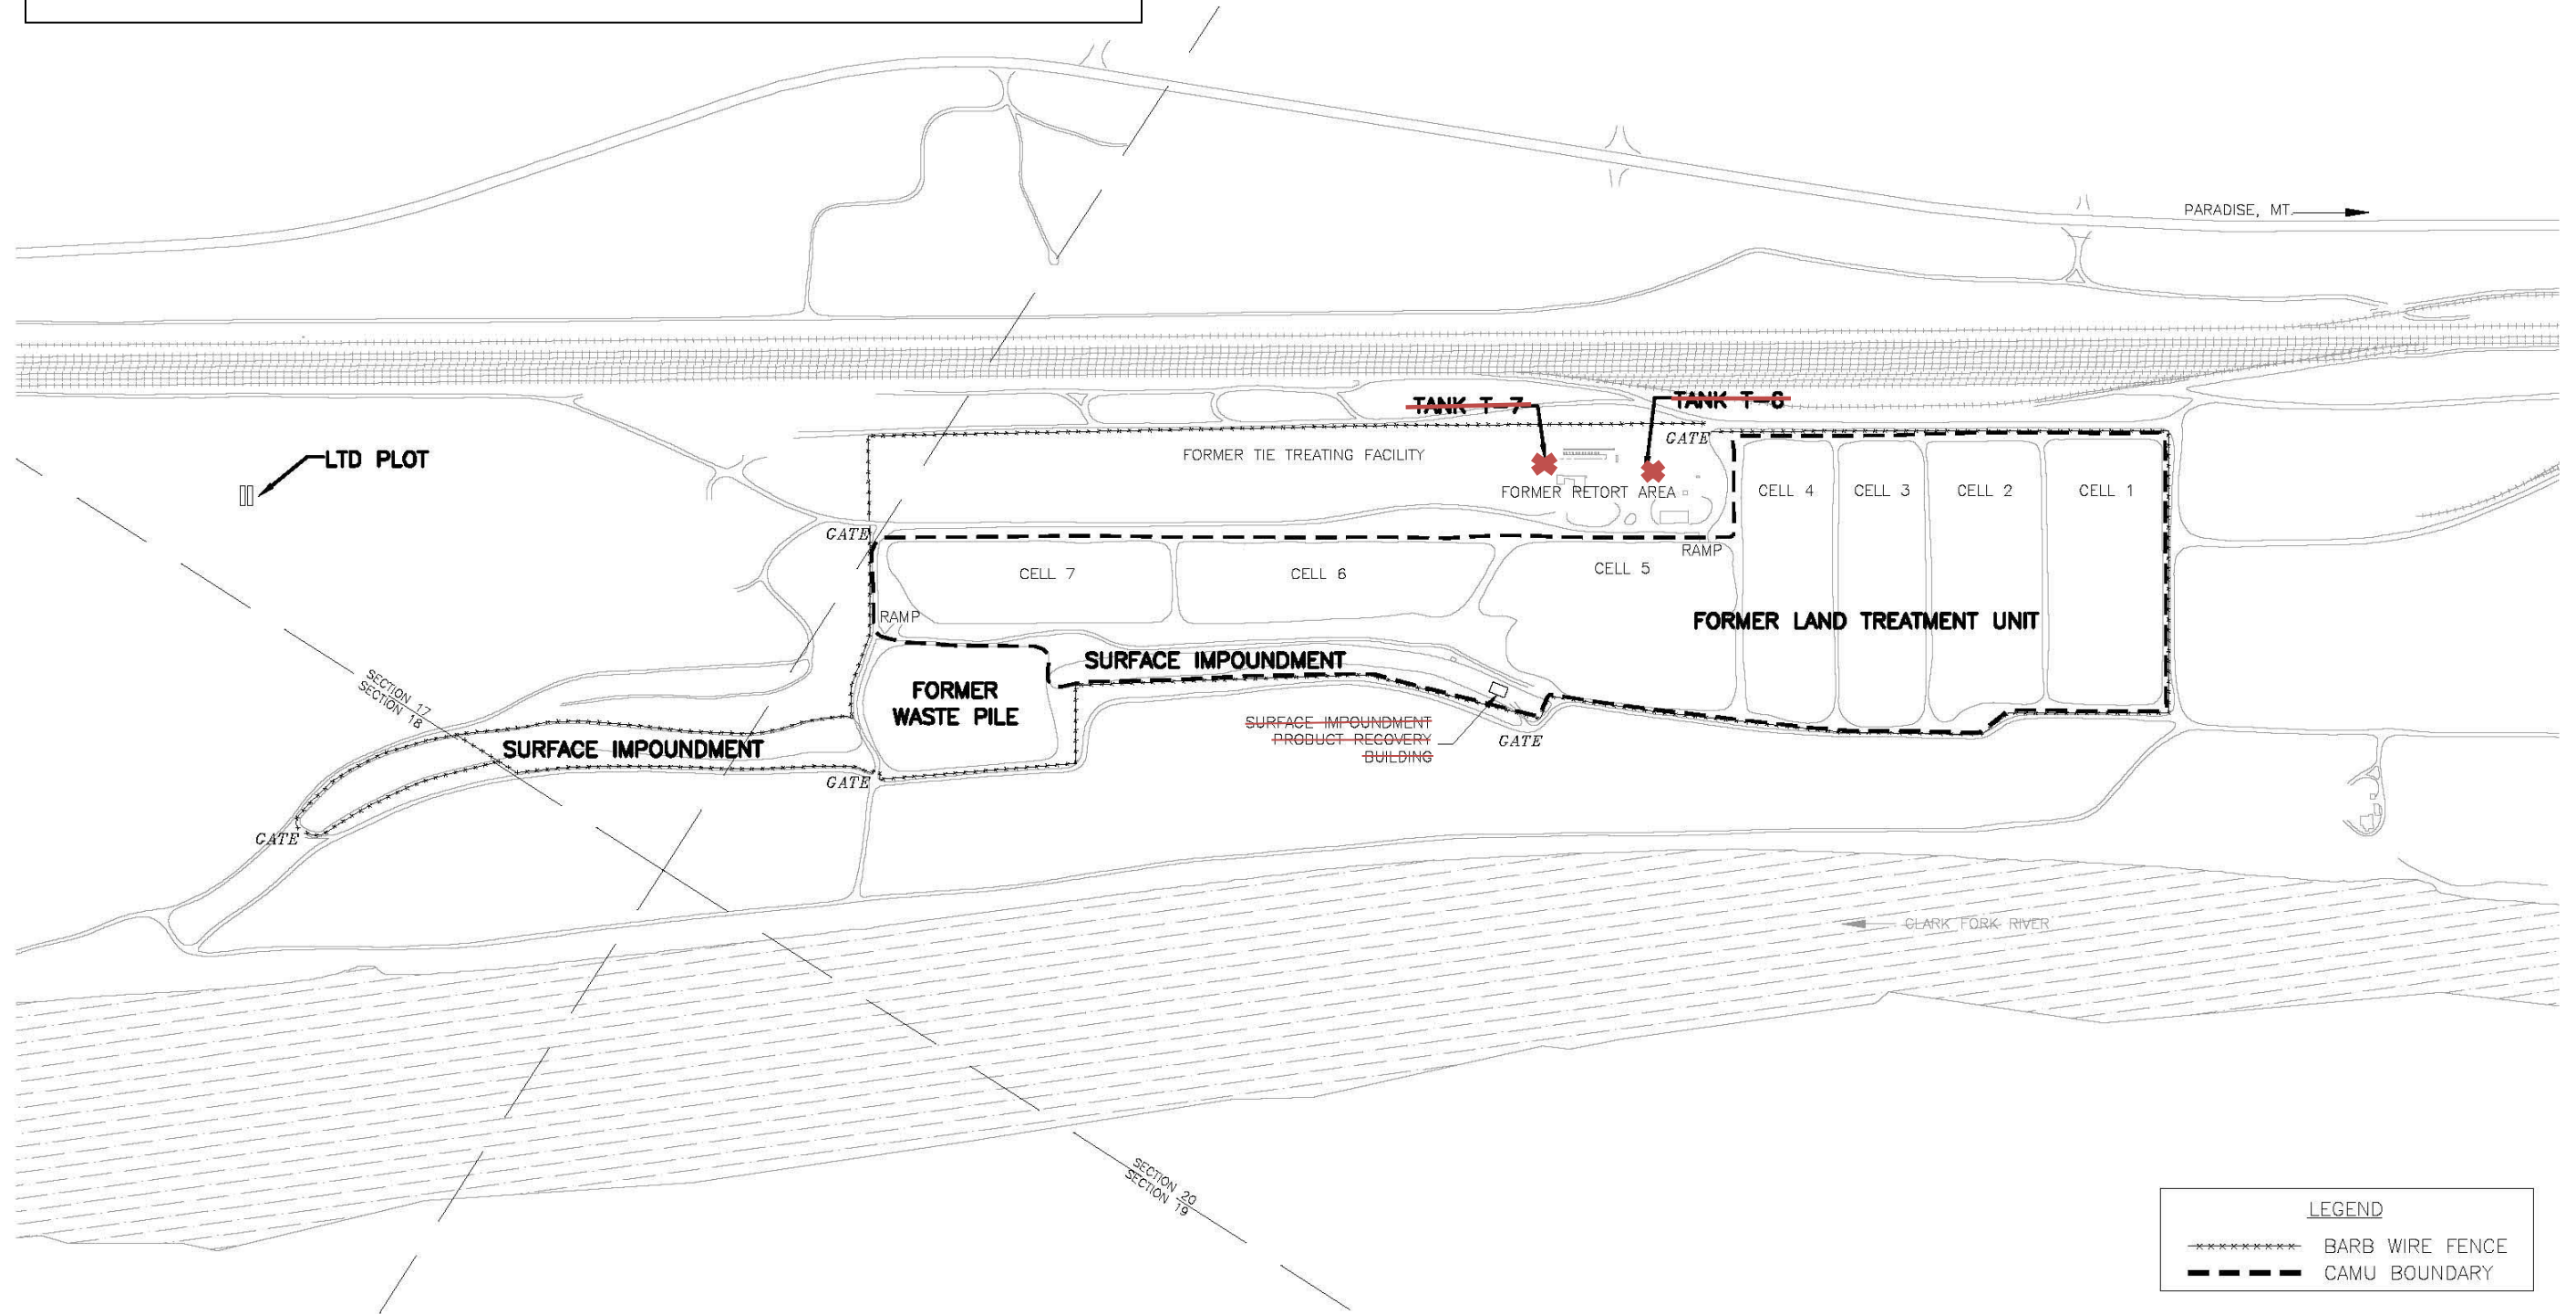 PARADISE, MT.
TANK T-7
TANK T-8
GATE
LTD PLOT
FORMER TIE TREATING FACILITY
FORMER RETORT AREA
CELL 4
CELL 3
CELL 2
CELL 1
GATE
RAMP
CELL 7
CELL 6
CELL 5
RAMP
FORMER LAND TREATMENT UNIT
SURFACE IMPOUNDMENT
FORMER
WASTE PILE
SECTION 17
SECTION 18
SURFACE IMPOUNDMENT
PRODUCT RECOVERY
BUILDING
GATE
SURFACE IMPOUNDMENT
GATE
GATE
CLARK FORK RIVER
SECTION 20
SECTION 19
LEGEND
BARB WIRE FENCE
CAMU BOUNDARY